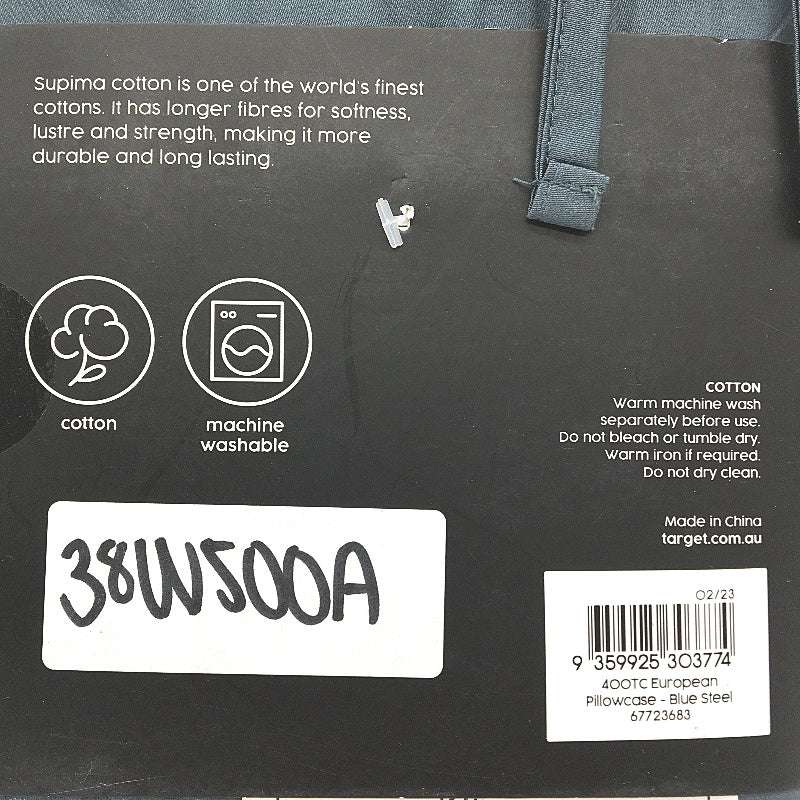 Supima cotton is one of the world's finest
cottons. It has longer fibres for softness,
lustre and strength, making it more
durable and long lasting.
cotton
machine
washable
COTTON
Warm machine wash
separately before use.
Do not bleach or tumble dry.
Warm iron if required.
Do not dry clean.
Made in China
target.com.au
38W500A
02/23
9 359925 303774
400TC European
Pillowcase - Blue Steel
67723683